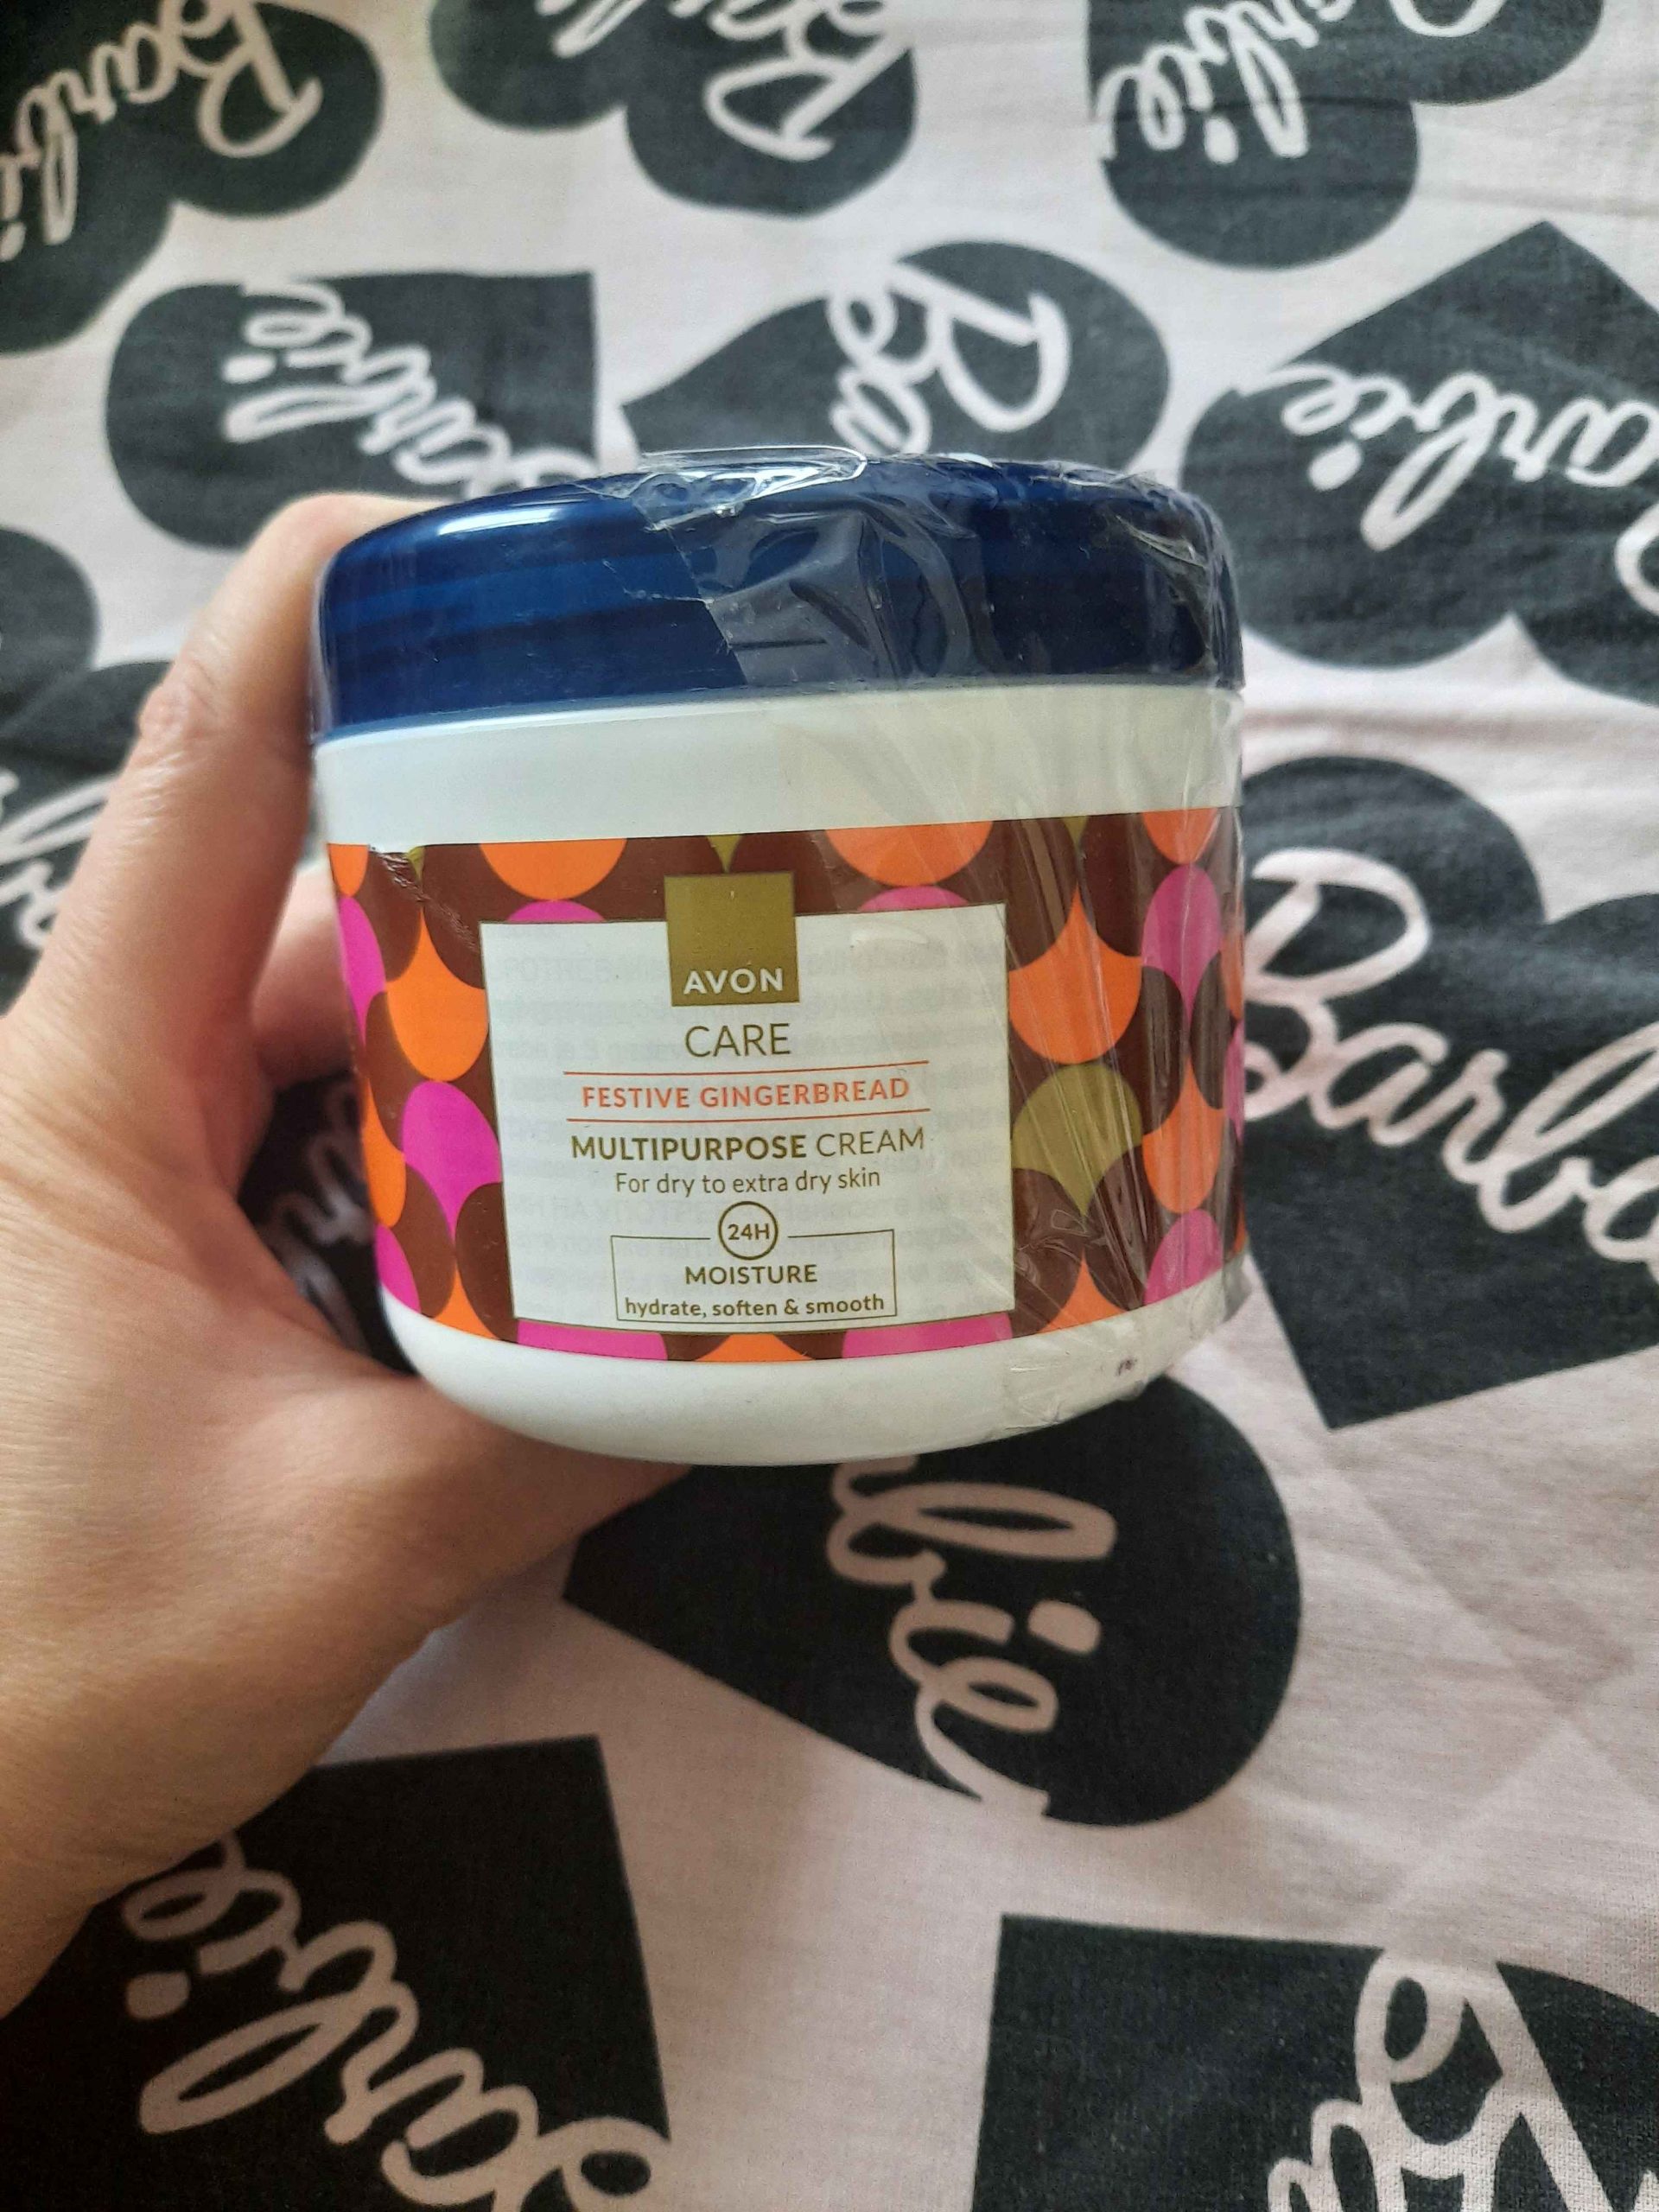 Barbie
Barbie
Barbie
Barbie
Barbie
AVON
CARE
FESTIVE GINGERBREAD
MULTIPURPOSE CREAM
For dry to extra dry skin
24H
MOISTURE
hydrate, soften & smooth
Barbie
Barbie